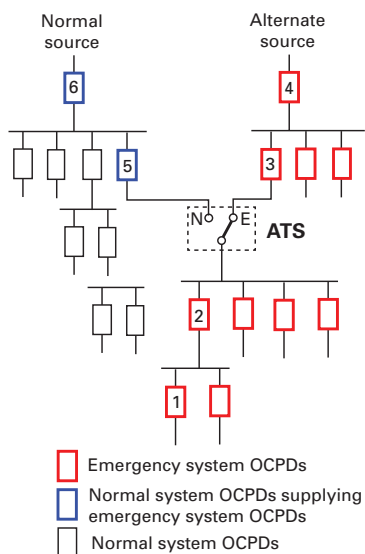 Normal
source
Alternate
source
6
4
5
3
N
E
ATS
2
1
Emergency system OCPDs
Normal system OCPDs supplying
emergency system OCPDs
Normal system OCPDs